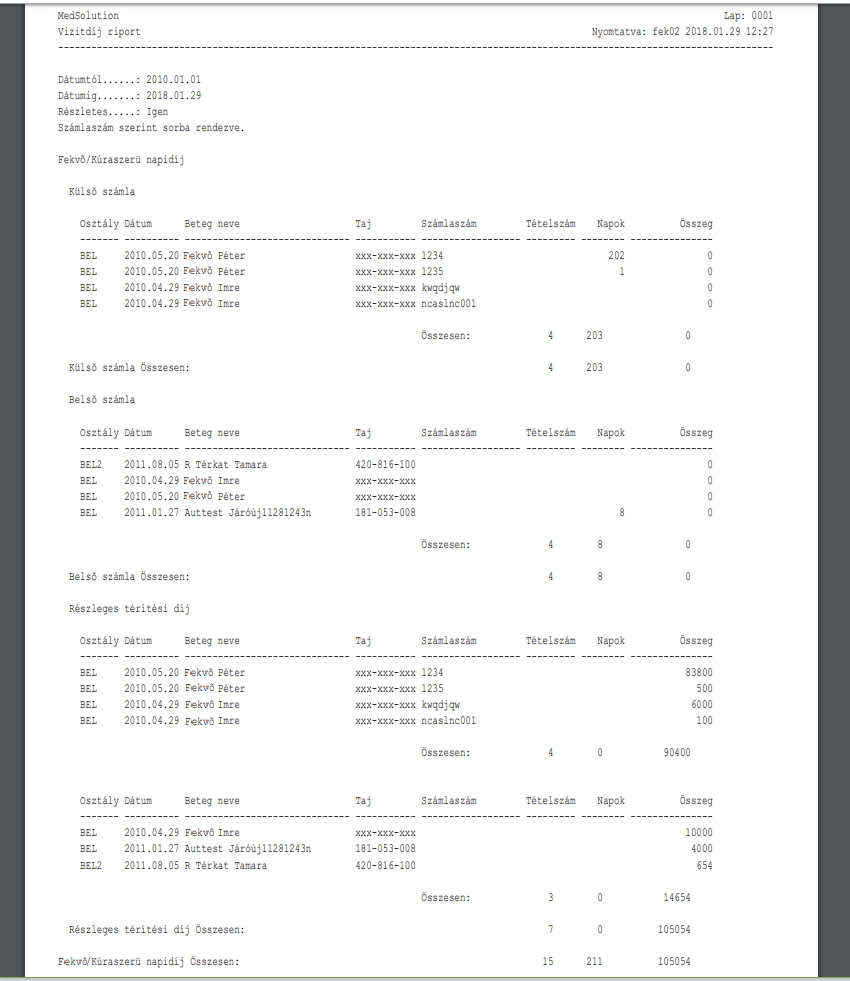 MedSolution Lap: 0001
Vizitdíj riport Nyomtatva: fek02 2018.01.29 12:27
Dátumtól......: 2010.01.01
Dátumig.......: 2018.01.29
Részletes.....: Igen
Számlaszám szerint sorba rendezve.
Fekvõ/Kúraszerü napidíj
Külsõ számla
Osztály Dátum Beteg neve Taj Számlaszám Tételszám Napok Összeg
BEL 2010.05.20 Fekvõ Péter xxx-xxx-xxx 1234 202 0
BEL 2010.05.20 Fekvõ Péter xxx-xxx-xxx 1235 1 0
BEL 2010.04.29 Fekvõ Imre xxx-xxx-xxx kwqdjqw 0
BEL 2010.04.29 Fekvõ Imre xxx-xxx-xxx ncaslnc001 0
Összesen: 4 203 0
Külsõ számla Összesen: 4 203 0
Belsõ számla
Osztály Dátum Beteg neve Taj Számlaszám Tételszám Napok Összeg
BEL2 2011.08.05 R Térkat Tamara 420-816-100 0
BEL 2010.04.29 Fekvõ Imre xxx-xxx-xxx 0
BEL 2010.05.20 Fekvõ Péter xxx-xxx-xxx 0
BEL 2011.01.27 Auttest Járóúj11281243n 181-053-008 8 0
Összesen: 4 8 0
Belsõ számla Összesen: 4 8 0
Részleges térítési díj
Osztály Dátum Beteg neve Taj Számlaszám Tételszám Napok Összeg
BEL 2010.05.20 Fekvõ Péter xxx-xxx-xxx 1234 83800
BEL 2010.05.20 Fekvõ Péter xxx-xxx-xxx 1235 500
BEL 2010.04.29 Fekvõ Imre xxx-xxx-xxx kwqdjqw 6000
BEL 2010.04.29 Fekvõ Imre xxx-xxx-xxx ncaslnc001 100
Összesen: 4 0 90400
Osztály Dátum Beteg neve Taj Számlaszám Tételszám Napok Összeg
BEL 2010.04.29 Fekvõ Imre xxx-xxx-xxx 10000
BEL 2011.01.27 Auttest Járóúj11281243n 181-053-008 4000
BEL2 2011.08.05 R Térkat Tamara 420-816-100 654
Összesen: 3 0 14654
Részleges térítési díj Összesen: 7 0 105054
Fekvõ/Kúraszerü napidíj Összesen: 15 211 105054